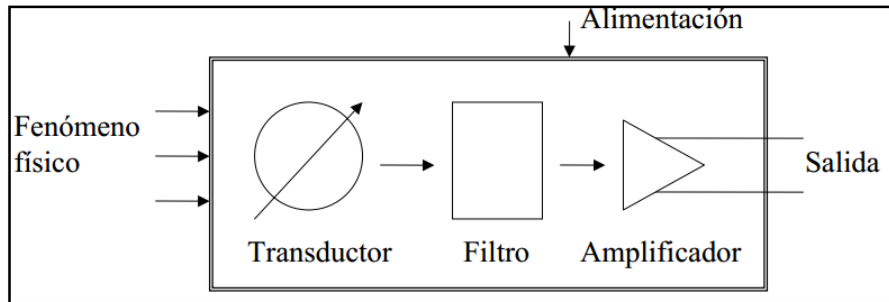 Alimentación
Fenómeno
físico
Salida
Transductor
Filtro
Amplificador